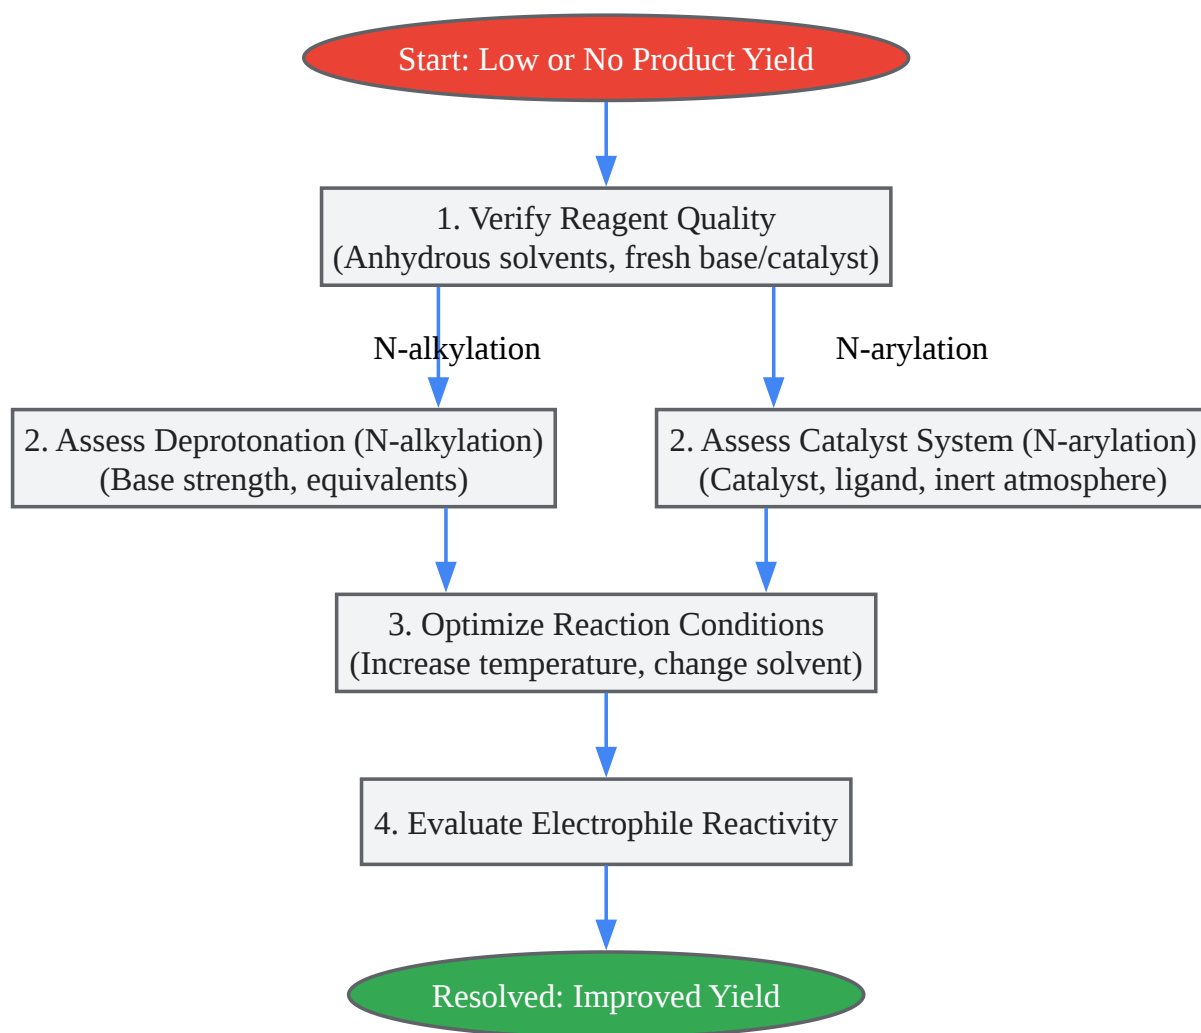 Start: Low or No Product Yield
1. Verify Reagent Quality
(Anhydrous solvents, fresh base/catalyst)
N-alkylation
N-arylation
2. Assess Deprotonation (N-alkylation)
(Base strength, equivalents)
2. Assess Catalyst System (N-arylation)
(Catalyst, ligand, inert atmosphere)
3. Optimize Reaction Conditions
(Increase temperature, change solvent)
4. Evaluate Electrophile Reactivity
Resolved: Improved Yield